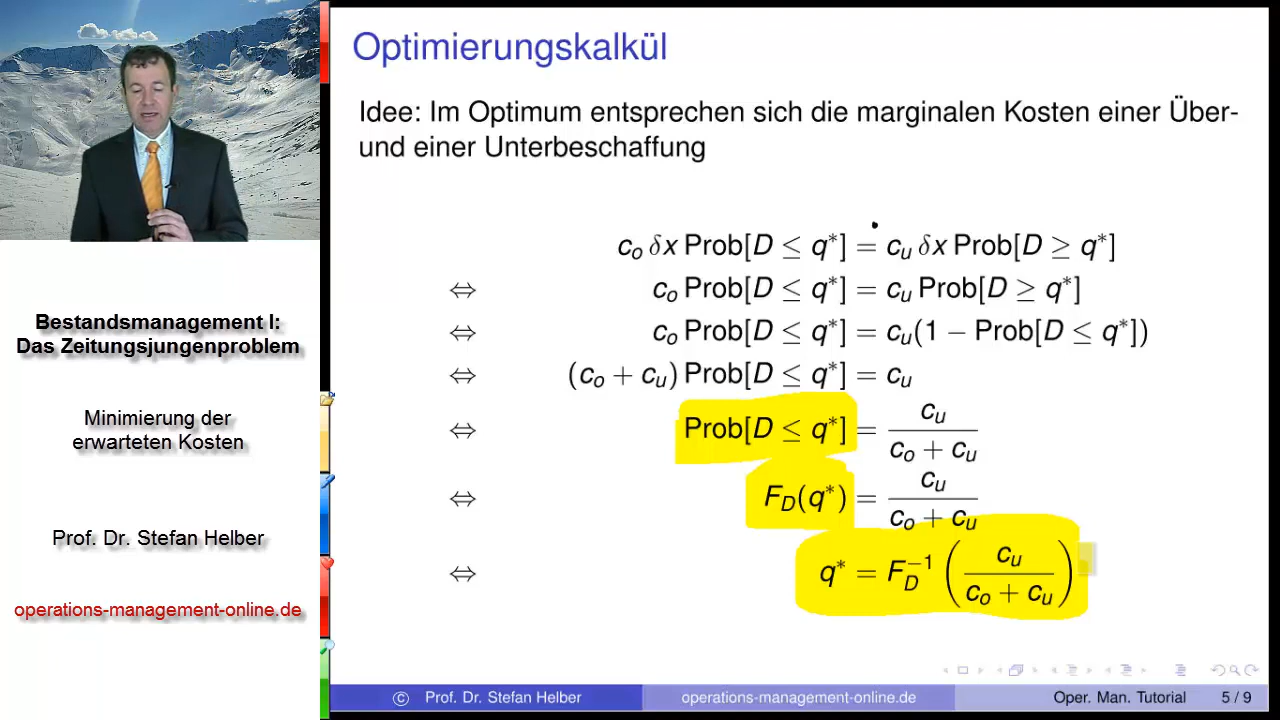 Optimierungskalkül
Idee: Im Optimum entsprechen sich die marginalen Kosten einer Über-
und einer Unterbeschaffung
c_o δx Prob[D ≤ q*] = c_u δx Prob[D ≥ q*]
⇔ c_o Prob[D ≤ q*] = c_u Prob[D ≥ q*]
⇔ c_o Prob[D ≤ q*] = c_u(1 − Prob[D ≤ q*])
⇔ (c_o + c_u) Prob[D ≤ q*] = c_u
⇔ Prob[D ≤ q*] = c_u / (c_o + c_u)
⇔ F_D(q*) = c_u / (c_o + c_u)
⇔ q* = F_D^{-1} (c_u / (c_o + c_u))
Bestandsmanagement I:
Das Zeitungsjungenproblem
Minimierung der
erwarteten Kosten
Prof. Dr. Stefan Helber
operations-management-online.de
© Prof. Dr. Stefan Helber operations-management-online.de Oper. Man. Tutorial 5 / 9